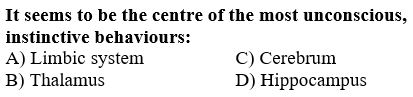 It seems to be the centre of the most unconscious,
instinctive behaviours:
A) Limbic system C) Cerebrum
B) Thalamus D) Hippocampus